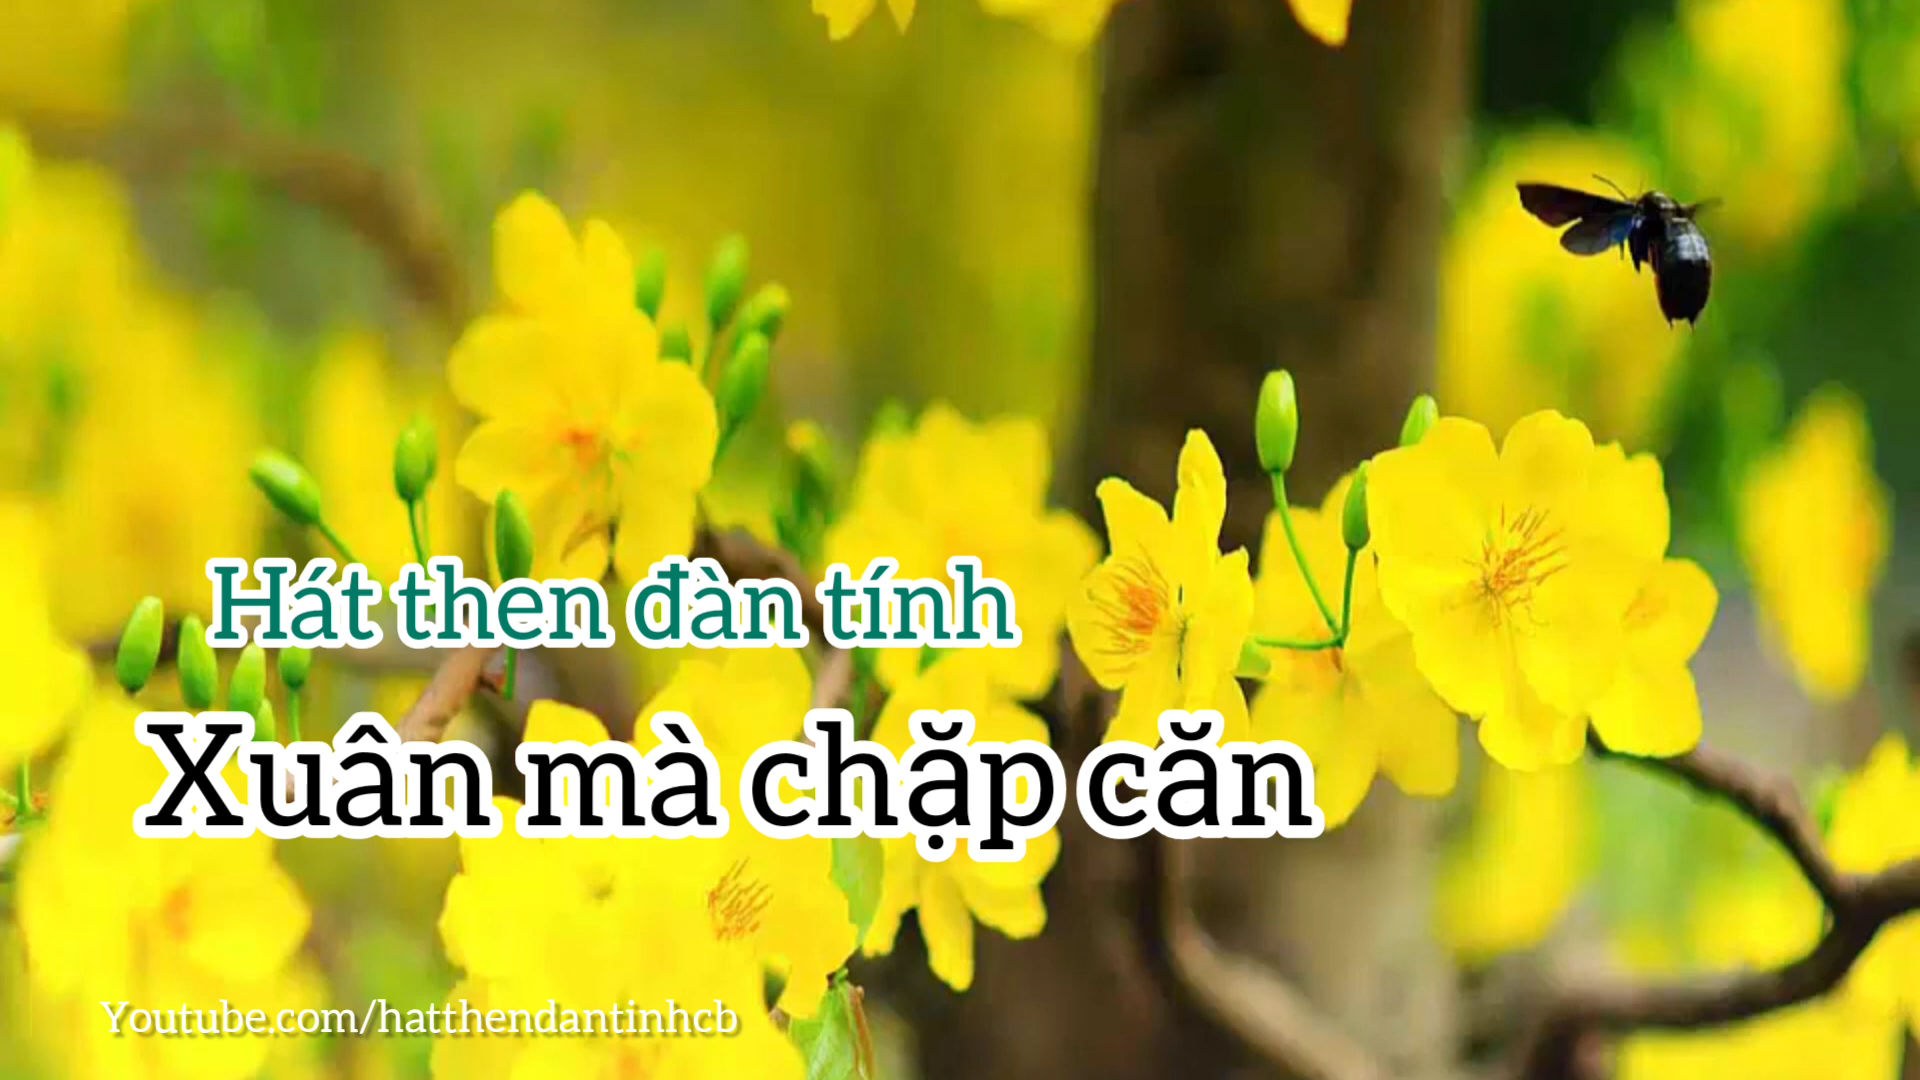 Hát then đàn tính
Xuân mà chặp căn
Youtube.com/hatthendantinhcb